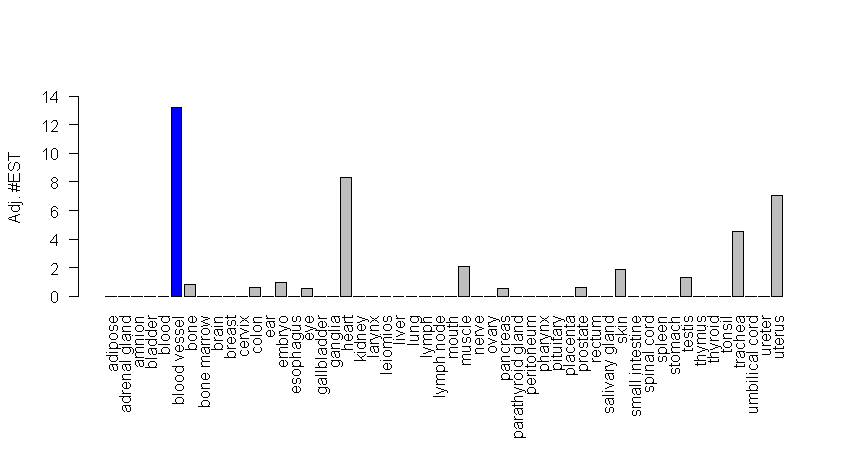 Adj. #EST
14
12
10
8
6
4
2
0
adipose
adrenal gland
amnion
bladder
blood
blood vessel
bone
bone marrow
brain
breast
cervix
colon
ear
embryo
esophagus
eye
gallbladder
ganglia
heart
kidney
larynx
leiomios
liver
lung
lymph
lymph node
mouth
muscle
nerve
ovary
pancreas
parathyroid gland
peritoneum
pharynx
pituitary
placenta
prostate
rectum
salivary gland
skin
small intestine
spinal cord
spleen
stomach
testis
thymus
thyroid
tonsil
trachea
umbilical cord
ureter
uterus